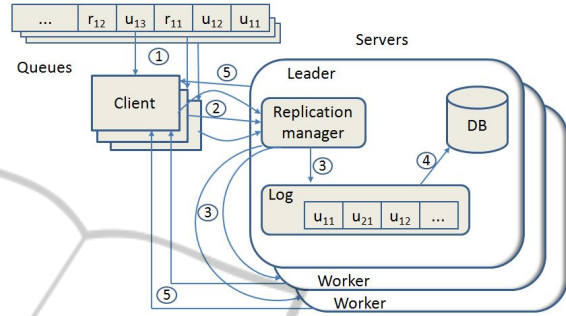 ... r12 u13 r11 u12 u11
Servers
1
Queues
5
Leader
Client
2
Replication
manager
DB
3
4
Log
3
u11 u21 u12 ...
Worker
5
Worker